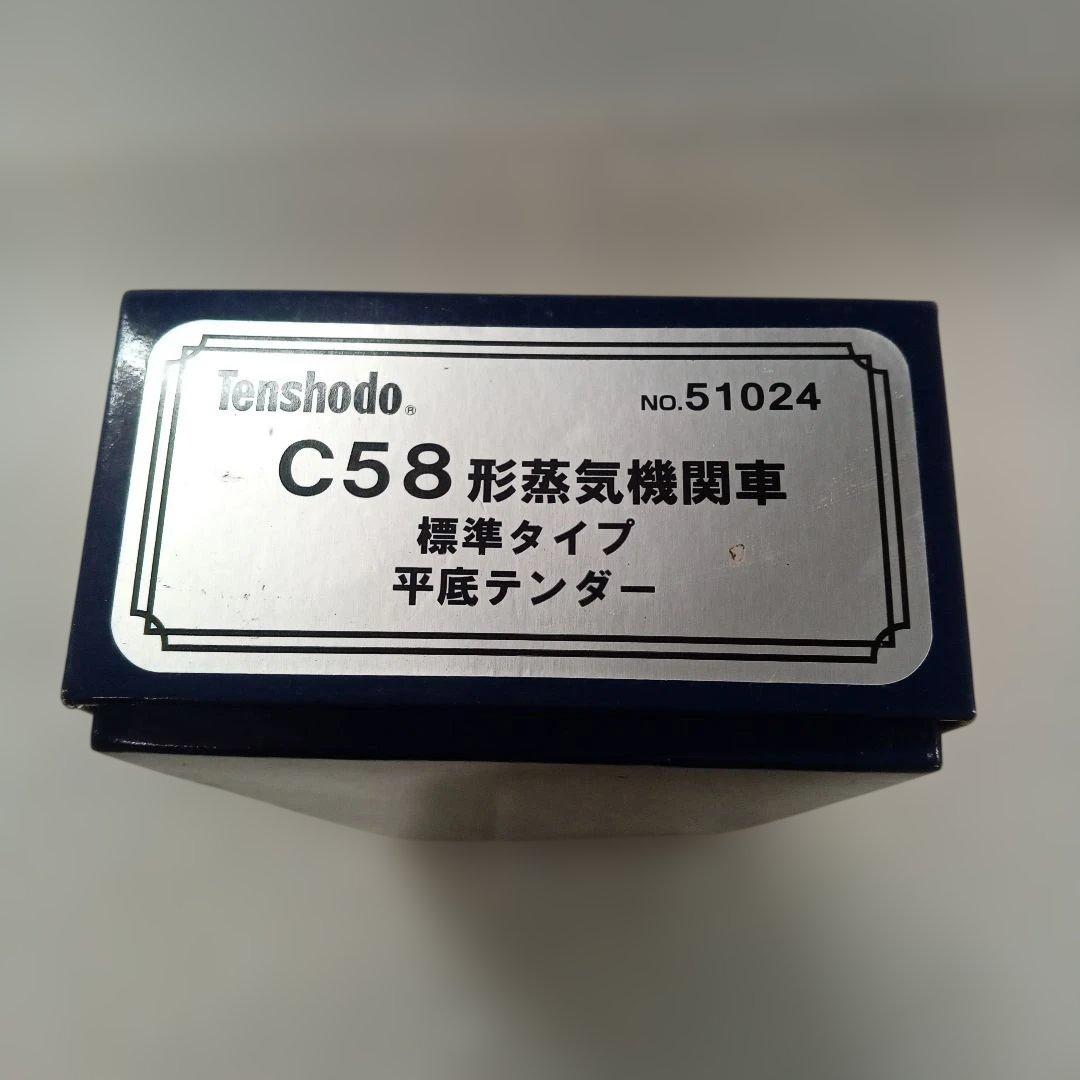 Tenshodo®
NO.51024
C58形蒸気機関車
標準タイプ
平底テンダー